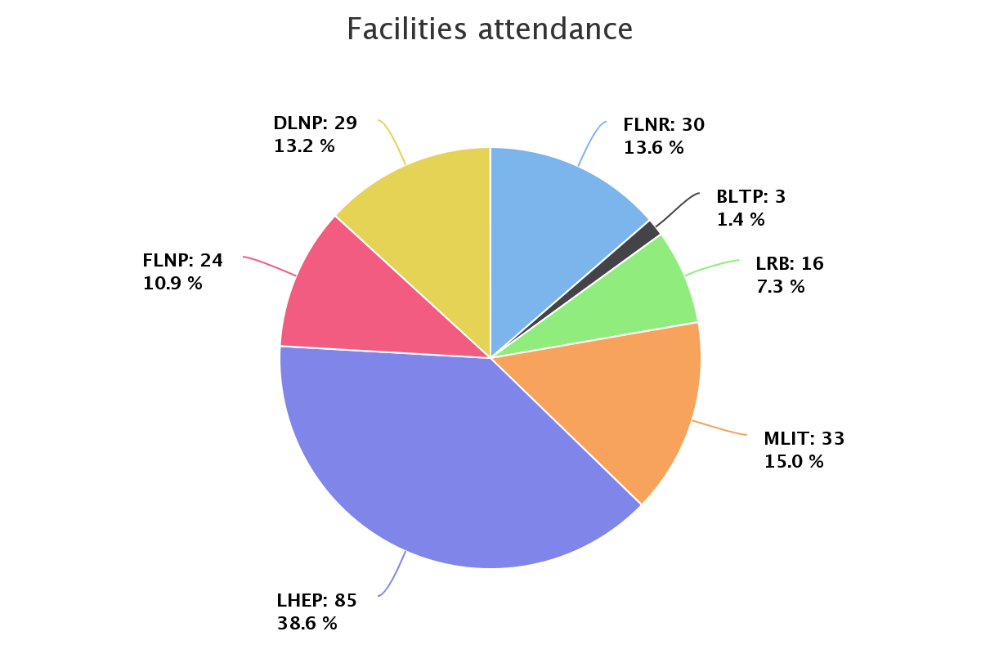 Facilities attendance
DLNP: 29
13.2 %
FLNR: 30
13.6 %
BLTP: 3
1.4 %
LRB: 16
7.3 %
FLNP: 24
10.9 %
MLIT: 33
15.0 %
LHEP: 85
38.6 %